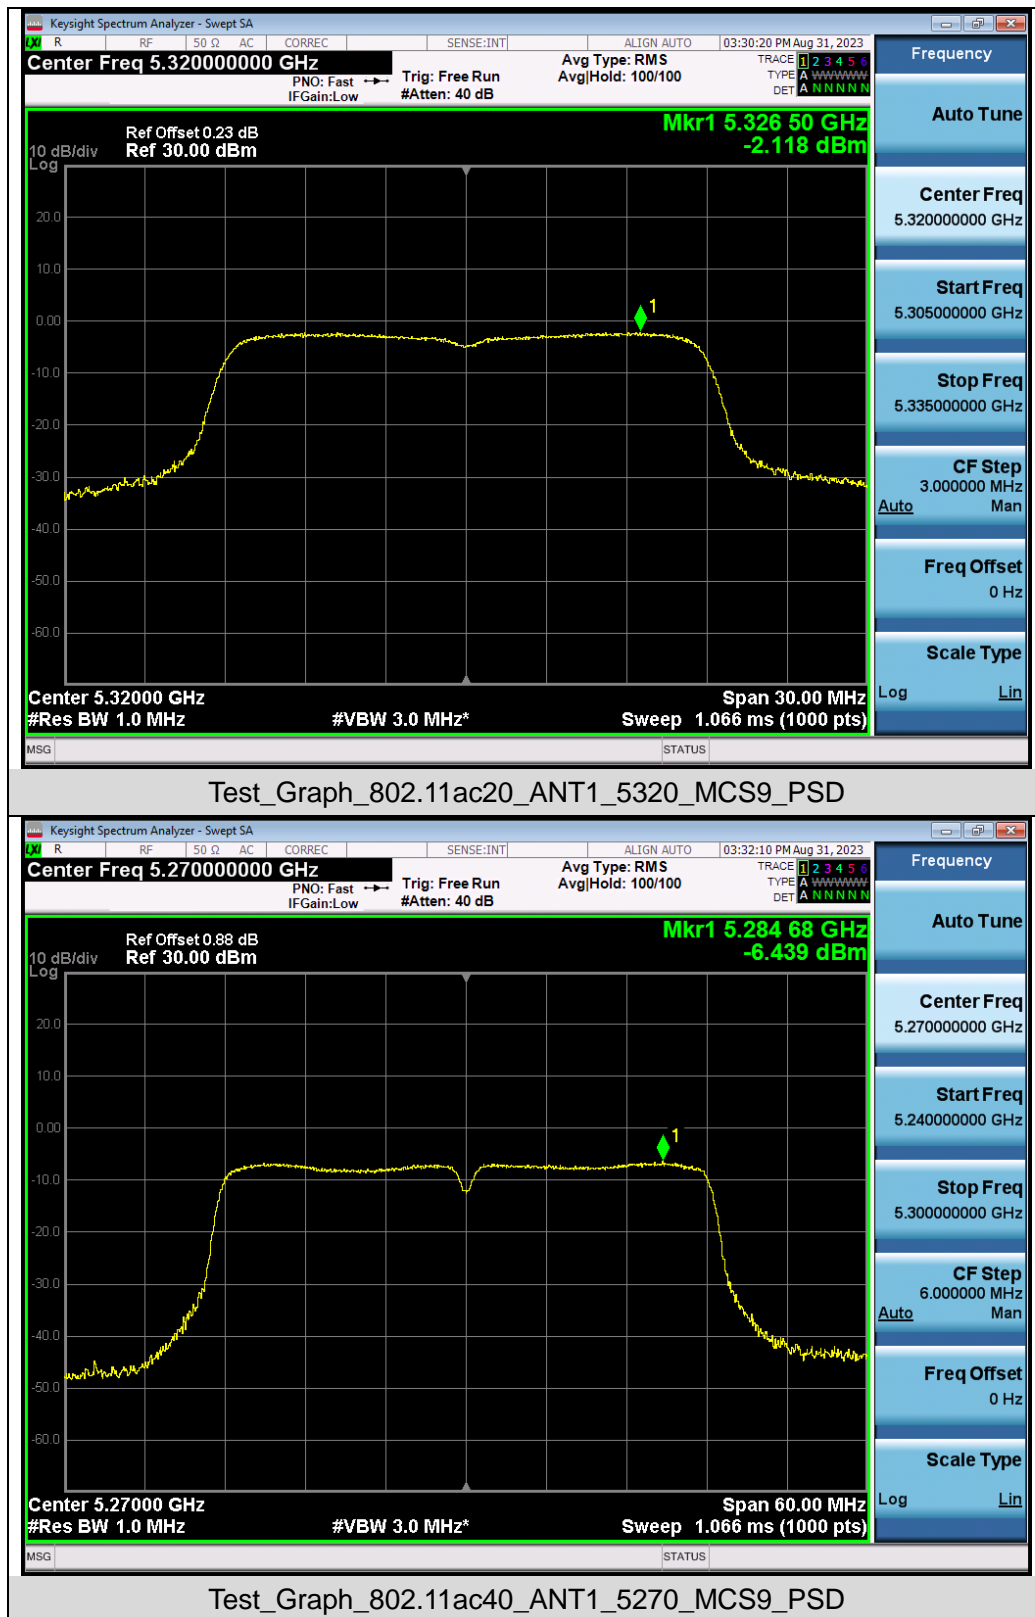 Keysight Spectrum Analyzer - Swept SA
LXI R RF 50 Ω AC CORREC SENSE:INT ALIGN AUTO 03:30:20 PM Aug 31, 2023
Center Freq 5.320000000 GHz
PNO: Fast
IFGain:Low
Trig: Free Run
#Atten: 40 dB
Avg Type: RMS
Avg|Hold: 100/100
TRACE 1 2 3 4 5 6
TYPE A WWWWW
DET A N N N N N
Ref Offset 0.23 dB
10 dB/div Ref 30.00 dBm
Log
Mkr1 5.326 50 GHz
-2.118 dBm
20.0
10.0
0.00
-10.0
-20.0
-30.0
-40.0
-50.0
-60.0
1
Center 5.32000 GHz Span 30.00 MHz
#Res BW 1.0 MHz #VBW 3.0 MHz* Sweep 1.066 ms (1000 pts)
MSG STATUS
Frequency
Auto Tune
Center Freq
5.320000000 GHz
Start Freq
5.305000000 GHz
Stop Freq
5.335000000 GHz
CF Step
3.000000 MHz
Auto Man
Freq Offset
0 Hz
Scale Type
Log Lin
Test_Graph_802.11ac20_ANT1_5320_MCS9_PSD
Keysight Spectrum Analyzer - Swept SA
LXI R RF 50 Ω AC CORREC SENSE:INT ALIGN AUTO 03:32:10 PM Aug 31, 2023
Center Freq 5.270000000 GHz
PNO: Fast
IFGain:Low
Trig: Free Run
#Atten: 40 dB
Avg Type: RMS
Avg|Hold: 100/100
TRACE 1 2 3 4 5 6
TYPE A WWWWW
DET A N N N N N
Ref Offset 0.88 dB
10 dB/div Ref 30.00 dBm
Log
Mkr1 5.284 68 GHz
-6.439 dBm
20.0
10.0
0.00
-10.0
-20.0
-30.0
-40.0
-50.0
-60.0
1
Center 5.27000 GHz Span 60.00 MHz
#Res BW 1.0 MHz #VBW 3.0 MHz* Sweep 1.066 ms (1000 pts)
MSG STATUS
Frequency
Auto Tune
Center Freq
5.270000000 GHz
Start Freq
5.240000000 GHz
Stop Freq
5.300000000 GHz
CF Step
6.000000 MHz
Auto Man
Freq Offset
0 Hz
Scale Type
Log Lin
Test_Graph_802.11ac40_ANT1_5270_MCS9_PSD